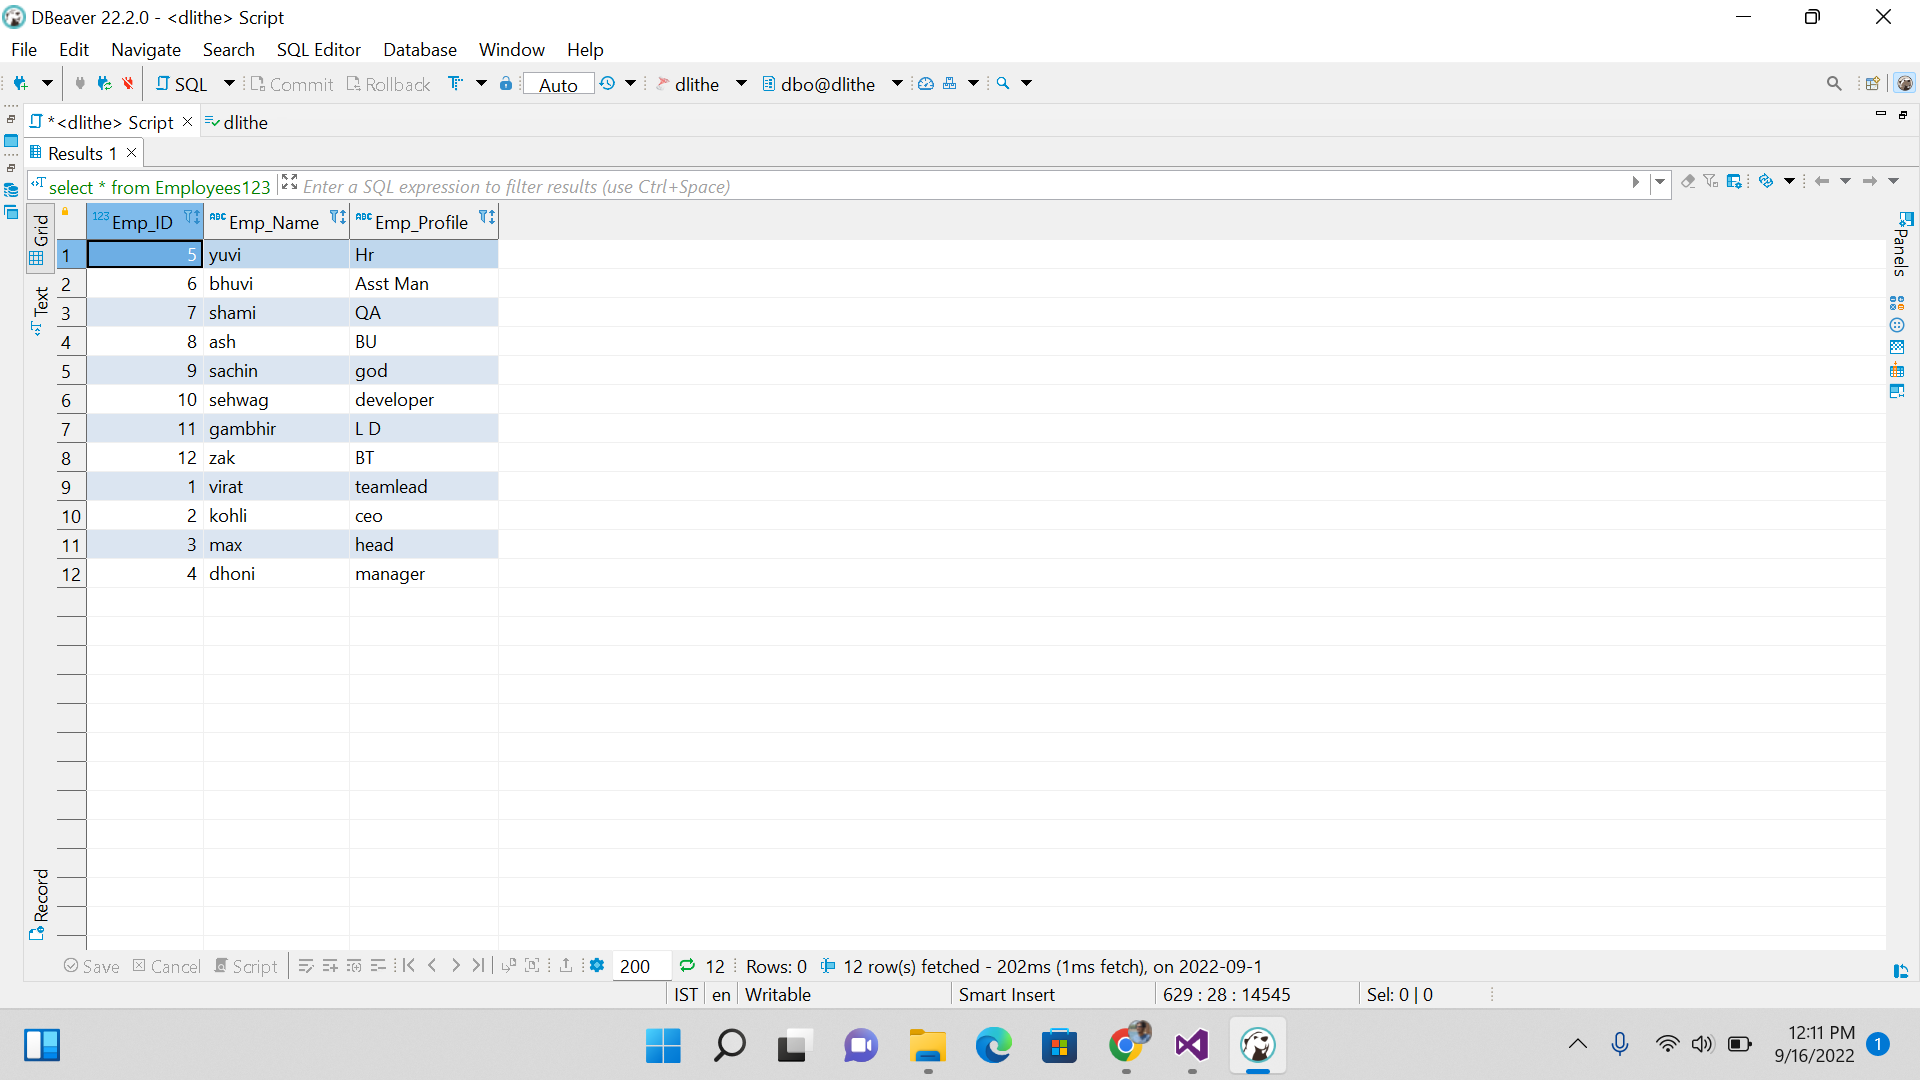 DBeaver 22.2.0 - <dlithe> Script
File Edit Navigate Search SQL Editor Database Window Help
SQL Commit Rollback Auto dlithe dbo@dlithe
*<dlithe> Script dlithe
Results 1
select * from Employees123 Enter a SQL expression to filter results (use Ctrl+Space)
Grid
Text
Record
Panels
123 Emp_ID ABC Emp_Name ABC Emp_Profile
1 5 yuvi Hr
2 6 bhuvi Asst Man
3 7 shami QA
4 8 ash BU
5 9 sachin god
6 10 sehwag developer
7 11 gambhir L D
8 12 zak BT
9 1 virat teamlead
10 2 kohli ceo
11 3 max head
12 4 dhoni manager
Save Cancel Script 200 12 Rows: 0 12 row(s) fetched - 202ms (1ms fetch), on 2022-09-1
IST en Writable Smart Insert 629 : 28 : 14545 Sel: 0 | 0
12:11 PM
9/16/2022 1